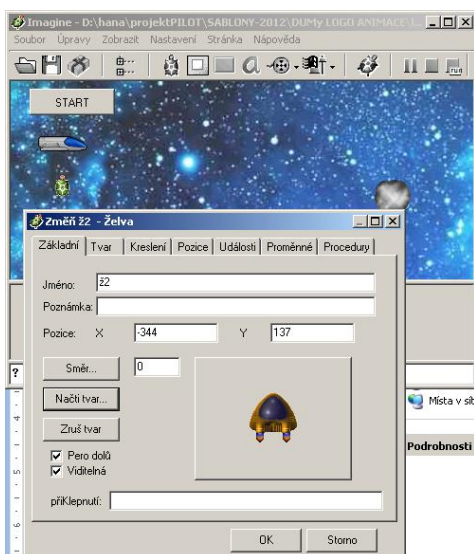 Imagine - D:\hana\projektPILOT\SABLONY-2012\DUMy LOGO ANIMACE\
Soubor Úpravy Zobrazit Nastavení Stránka Nápověda
START
Změň ž2 - Želva
Základní Tvar Kreslení Pozice Události Proměnné Procedury
Jméno: ž2
Poznámka:
Pozice: X -344 Y 137
?
Směr... 0
Načti tvar...
Místa v sít
Zruš tvar
Podrobnosti
Pero dolů
Viditelná
přiKlepnutí:
OK Storno